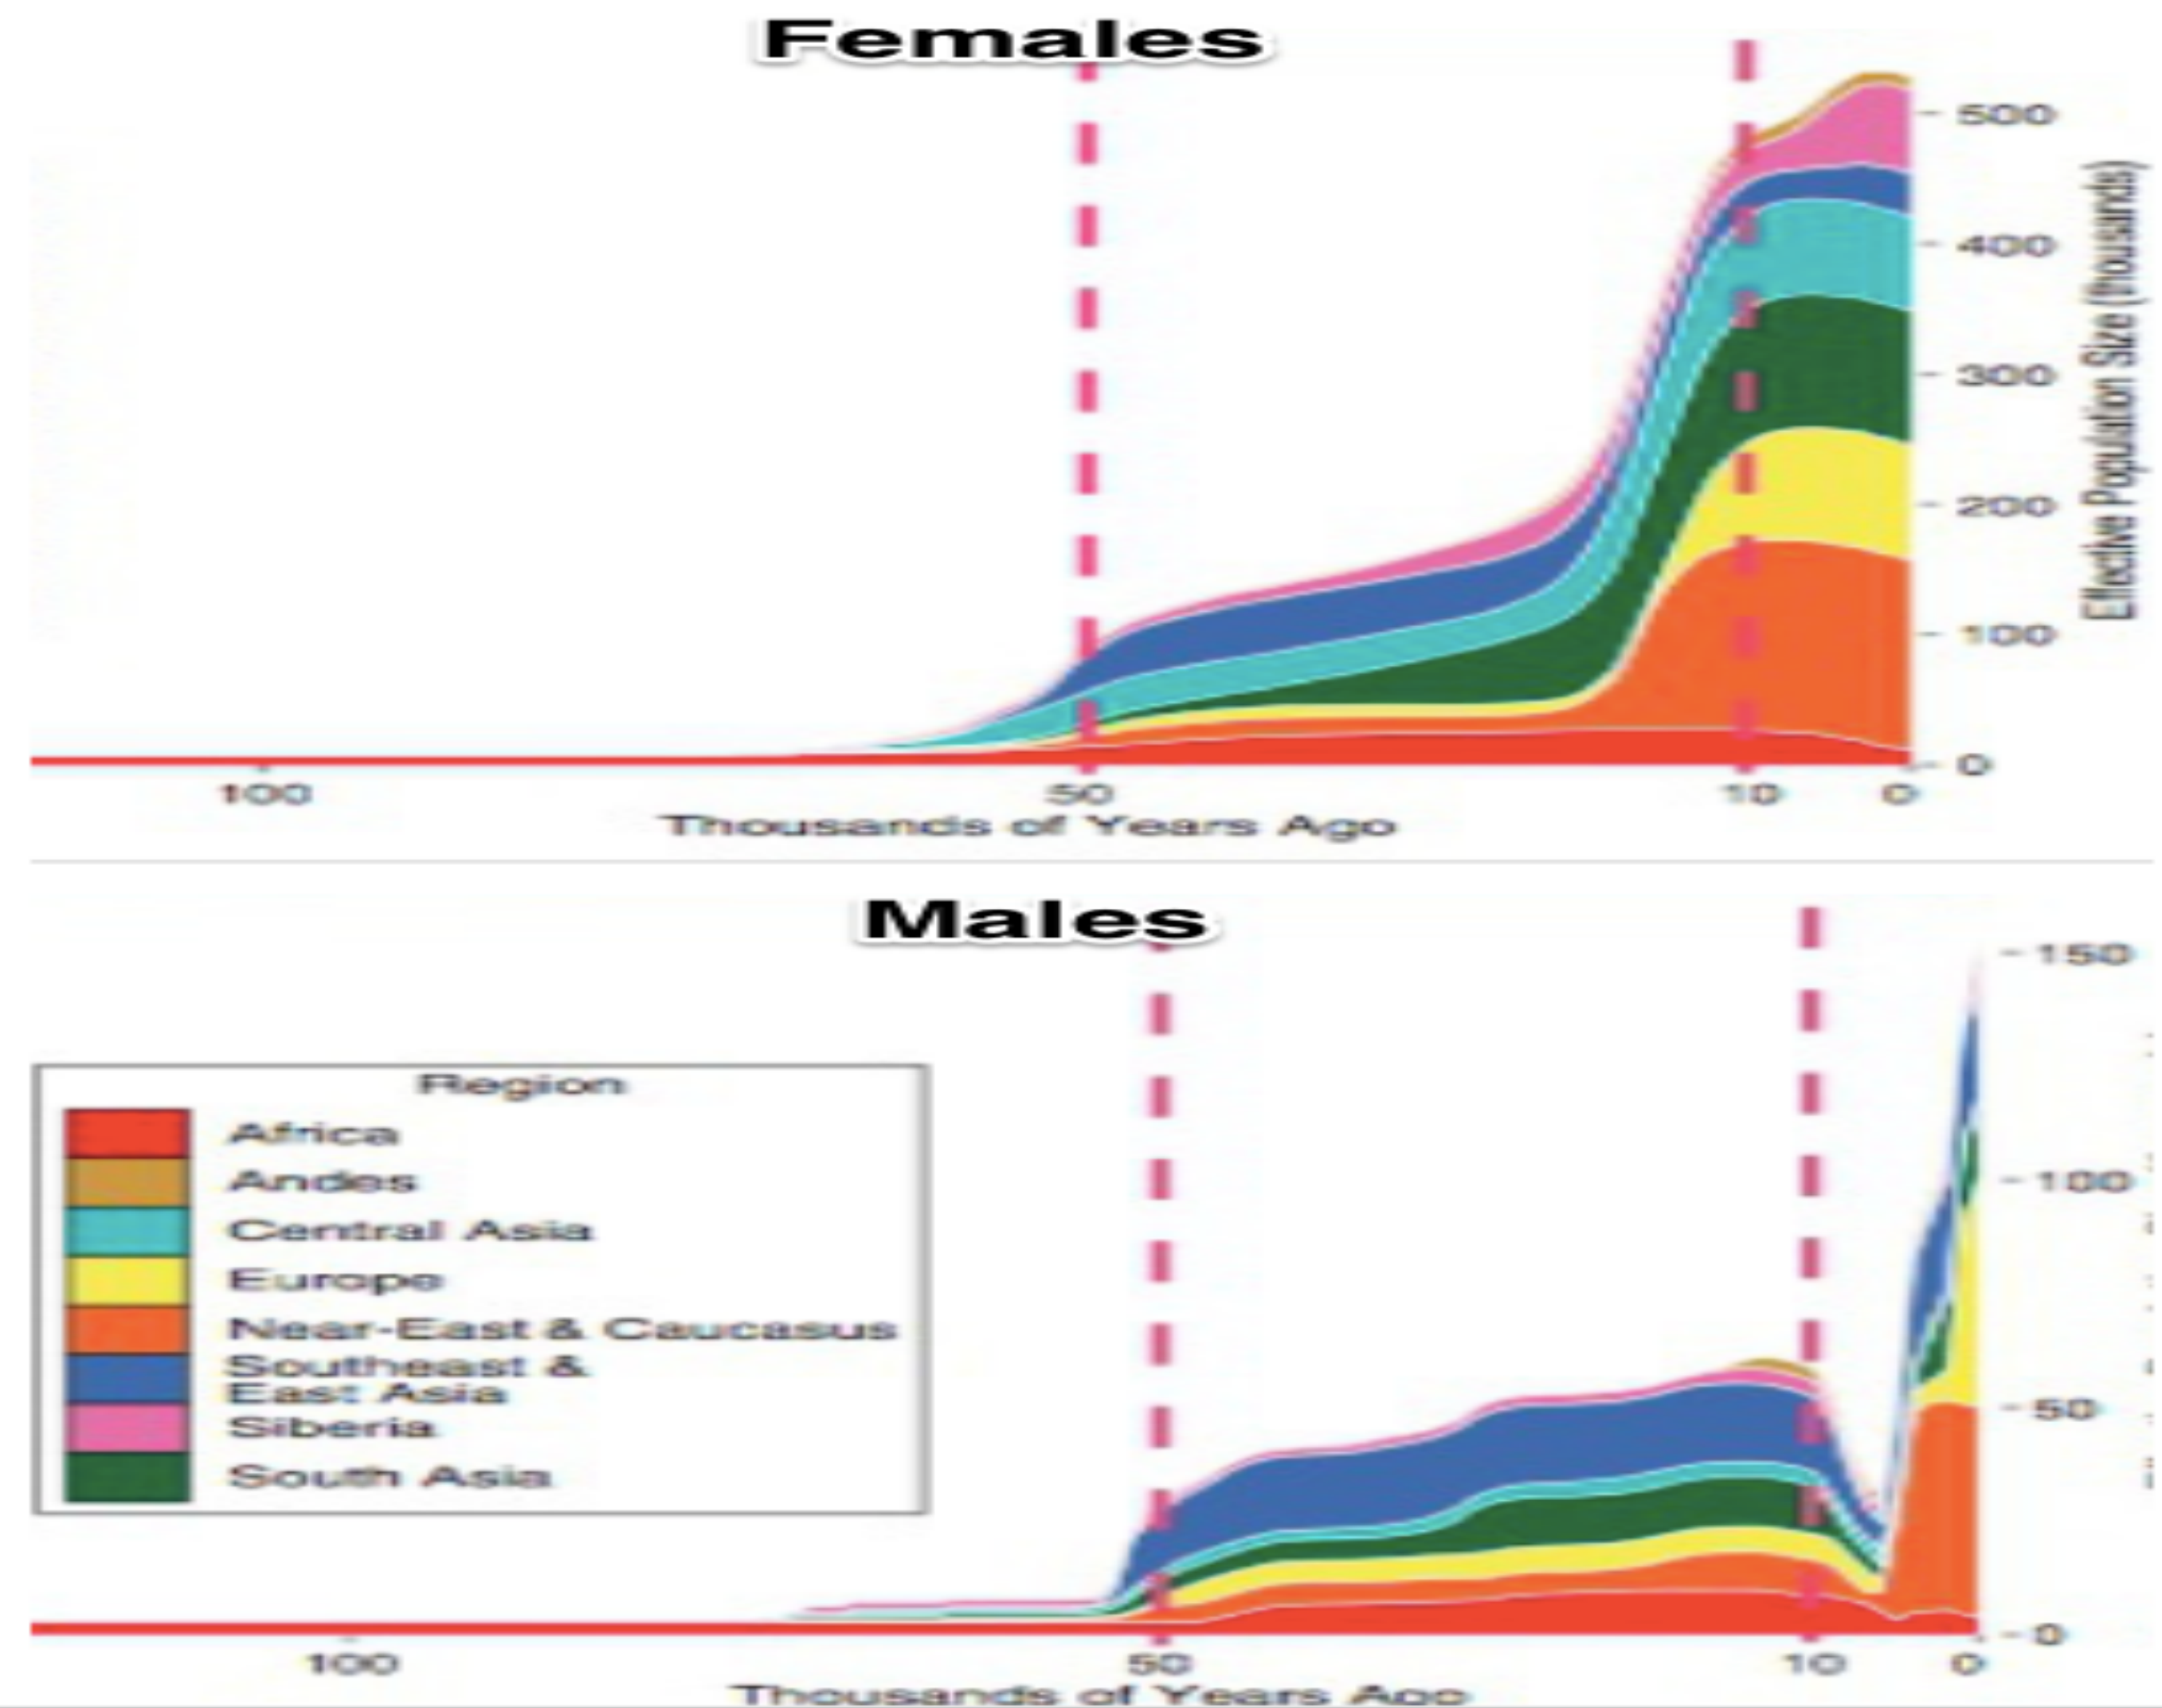 Females
500
400
300
200
100
0
Effective Population Size (thousands)
100 50 10 0
Thousands of Years Ago
Males
150
100
50
0
Region
Africa
Andes
Central Asia
Europe
Near-East & Caucasus
Southeast &
East Asia
Siberia
South Asia
100 50 10 0
Thousands of Years Ago